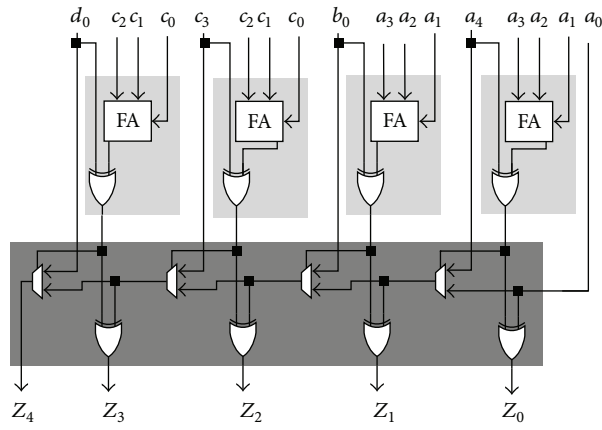 d₀ c₂ c₁ c₀ c₃ c₂ c₁ c₀ b₀ a₃ a₂ a₁ a₄ a₃ a₂ a₁ a₀
FA FA FA FA
Z₄ Z₃ Z₂ Z₁ Z₀